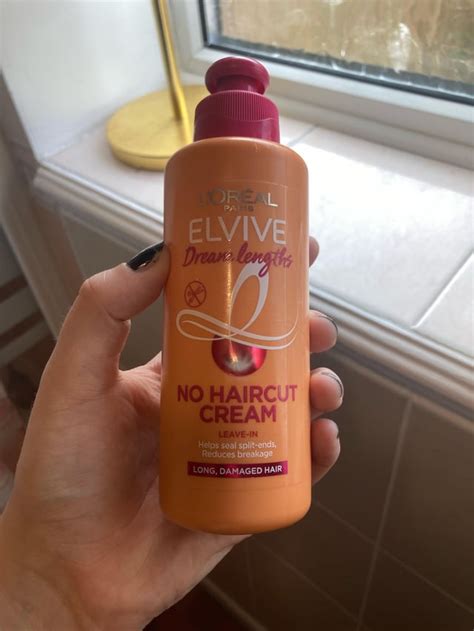 L'ORÉAL
PARIS
ELVIVE
Dream lengths
NO HAIRCUT
CREAM
LEAVE-IN
Helps seal split-ends,
Reduces breakage
LONG, DAMAGED HAIR